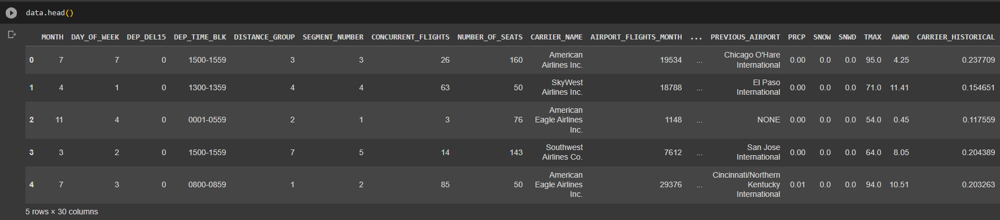 data.head()
MONTH DAY_OF_WEEK DEP_DEL15 DEP_TIME_BLK DISTANCE_GROUP SEGMENT_NUMBER CONCURRENT_FLIGHTS NUMBER_OF_SEATS CARRIER_NAME AIRPORT_FLIGHTS_MONTH ... PREVIOUS_AIRPORT PRCP SNOW SNWD TMAX AWND CARRIER_HISTORICAL
0 7 7 0 1500-1559 3 3 26 160 American Airlines Inc. 19534 ... Chicago O'Hare International 0.00 0.0 0.0 95.0 4.25 0.237709
1 4 1 0 1300-1359 4 4 63 50 SkyWest Airlines Inc. 18788 ... El Paso International 0.00 0.0 0.0 71.0 11.41 0.154651
2 11 4 0 0001-0559 2 1 3 76 American Eagle Airlines Inc. 1148 ... NONE 0.00 0.0 0.0 54.0 0.45 0.117559
3 3 2 0 1500-1559 7 5 14 143 Southwest Airlines Co. 7612 ... San Jose International 0.00 0.0 0.0 64.0 8.05 0.204389
4 7 3 0 0800-0859 1 2 85 50 American Eagle Airlines Inc. 29376 ... Cincinnati/Northern Kentucky International 0.01 0.0 0.0 94.0 10.51 0.203263
5 rows × 30 columns